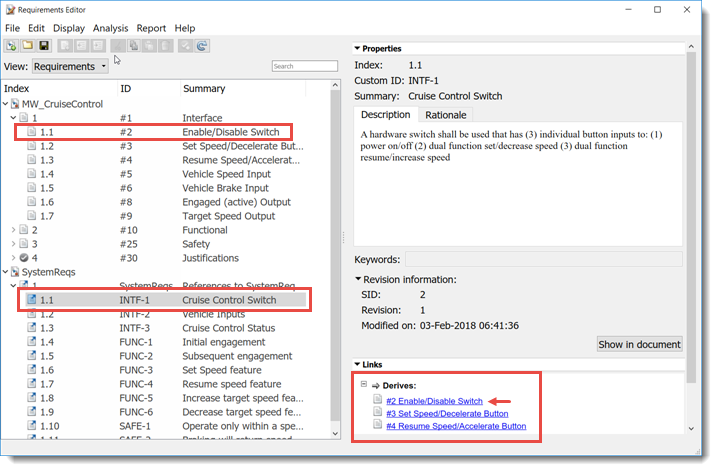 Requirements Editor
File Edit Display Analysis Report Help
View: Requirements
Search
Index ID Summary
MW_CruiseControl
1 #1 Interface
1.1 #2 Enable/Disable Switch
1.2 #3 Set Speed/Decelerate But...
1.3 #4 Resume Speed/Accelerat...
1.4 #5 Vehicle Speed Input
1.5 #6 Vehicle Brake Input
1.6 #8 Engaged (active) Output
1.7 #9 Target Speed Output
2 #10 Functional
3 #25 Safety
4 #30 Justifications
SystemReqs
1 SystemReqs References to SystemReq...
1.1 INTF-1 Cruise Control Switch
1.2 INTF-2 Vehicle Inputs
1.3 INTF-3 Cruise Control Status
1.4 FUNC-1 Initial engagement
1.5 FUNC-2 Subsequent engagement
1.6 FUNC-3 Set Speed feature
1.7 FUNC-4 Resume speed feature
1.8 FUNC-5 Increase target speed fea...
1.9 FUNC-6 Decrease target speed fe...
1.10 SAFE-1 Operate only within a spe...
1.11 SAFE-2 Braking will return speed
Properties
Index: 1.1
Custom ID: INTF-1
Summary: Cruise Control Switch
Description Rationale
A hardware switch shall be used that has (3) individual button inputs to: (1)
power on/off (2) dual function set/decrease speed (3) dual function
resume/increase speed
Keywords:
Revision information:
SID: 2
Revision: 1
Modified on: 03-Feb-2018 06:41:36
Show in document
Links
Derives:
#2 Enable/Disable Switch
#3 Set Speed/Decelerate Button
#4 Resume Speed/Accelerate Button